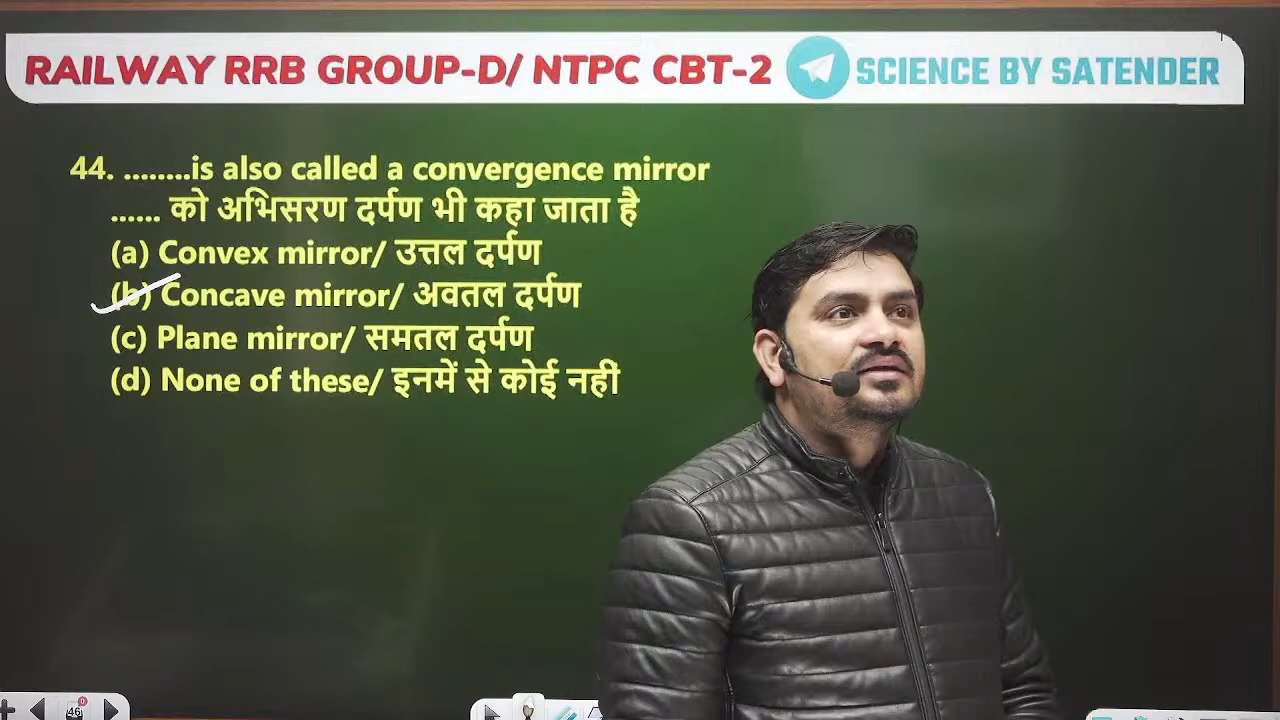 RAILWAY RRB GROUP-D/ NTPC CBT-2 SCIENCE BY SATENDER
44. ........is also called a convergence mirror
...... को अभिसरण दर्पण भी कहा जाता है
(a) Convex mirror/ उत्तल दर्पण
(b) Concave mirror/ अवतल दर्पण
(c) Plane mirror/ समतल दर्पण
(d) None of these/ इनमें से कोई नहीं
46